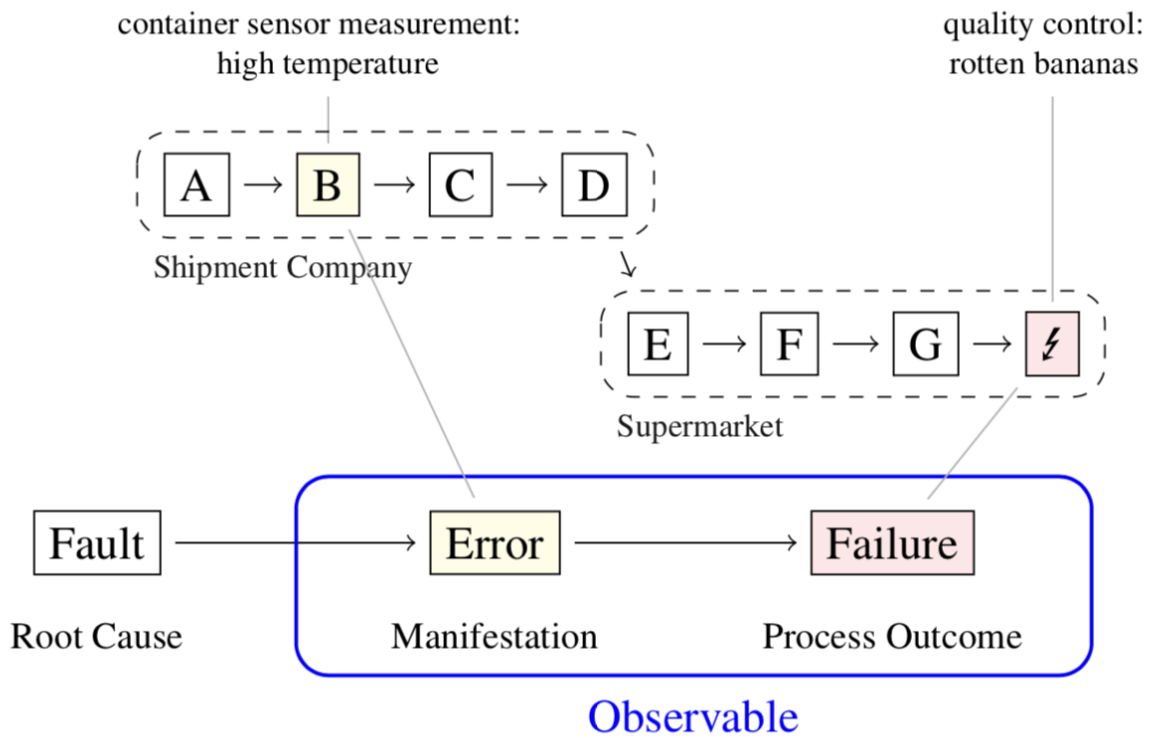 container sensor measurement:
high temperature
quality control:
rotten bananas
A
B
C
D
Shipment Company
E
F
G
Supermarket
Fault
Error
Failure
Root Cause
Manifestation
Process Outcome
Observable